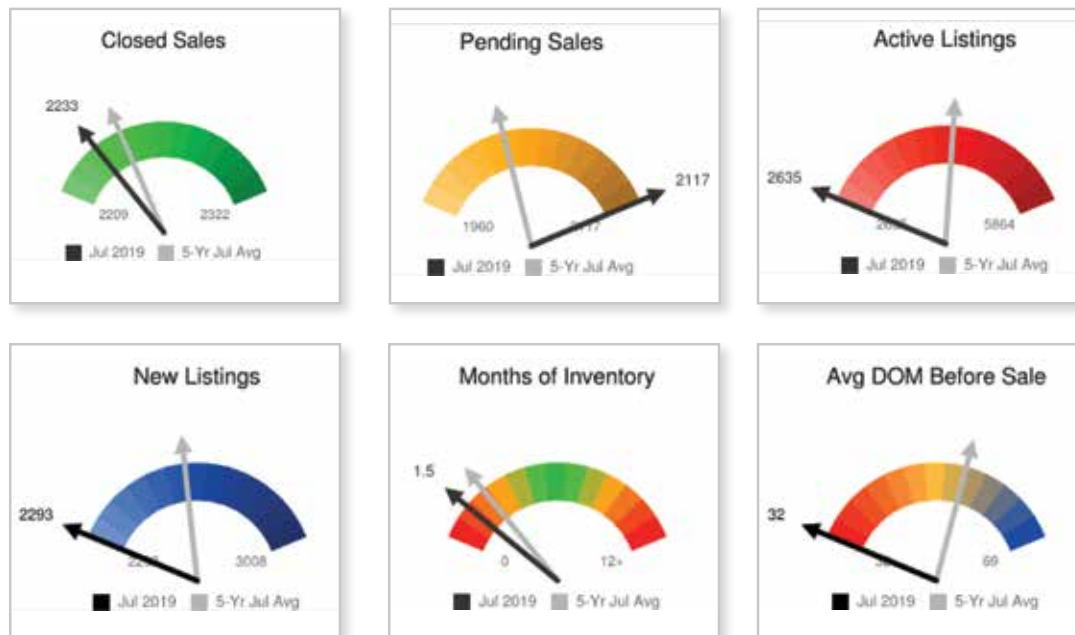 Closed Sales
2233
2209
2322
Jul 2019
5-Yr Jul Avg
Pending Sales
2117
1960
Jul 2019
5-Yr Jul Avg
Active Listings
2635
5864
Jul 2019
5-Yr Jul Avg
New Listings
2293
3008
Jul 2019
5-Yr Jul Avg
Months of Inventory
1.5
0
12+
Jul 2019
5-Yr Jul Avg
Avg DOM Before Sale
32
69
Jul 2019
5-Yr Jul Avg